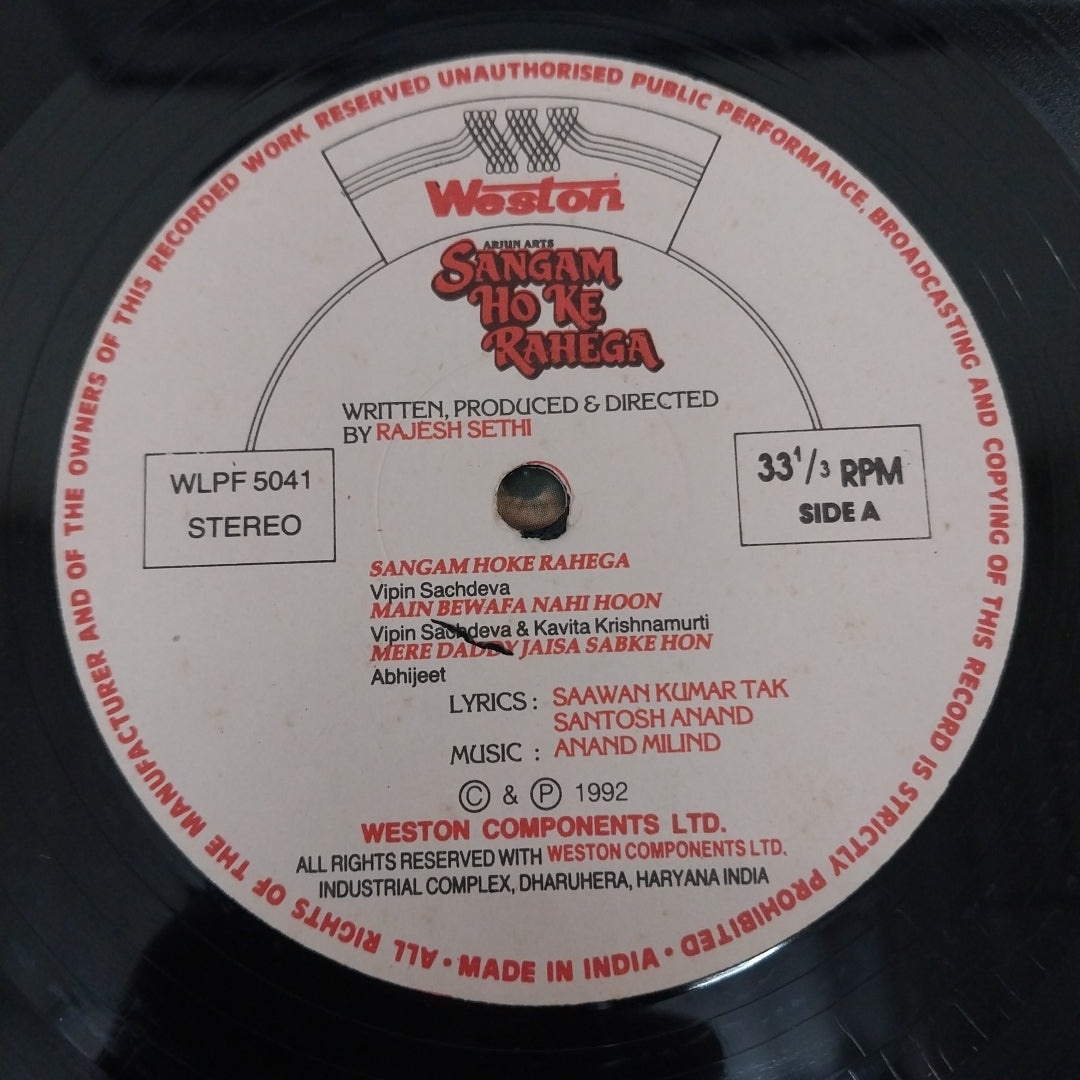 ALL RIGHTS OF THE MANUFACTURER AND OF THE OWNERS OF THIS RECORDED WORK RESERVED UNAUTHORISED PUBLIC PERFORMANCE, BROADCASTING AND COPYING OF THIS RECORD IS STRICTLY PROHIBITED • MADE IN INDIA •
Weston
ARJUN ARTS
SANGAM
HO KE
RAHEGA
WRITTEN, PRODUCED & DIRECTED
BY RAJESH SETHI
WLPF 5041
STEREO
33 1/3 RPM
SIDE A
SANGAM HOKE RAHEGA
Vipin Sachdeva
MAIN BEWAFA NAHI HOON
Vipin Sachdeva & Kavita Krishnamurti
MERE DADDY JAISA SABKE HON
Abhijeet
LYRICS : SAAWAN KUMAR TAK
SANTOSH ANAND
MUSIC : ANAND MILIND
Ⓒ & Ⓟ 1992
WESTON COMPONENTS LTD.
ALL RIGHTS RESERVED WITH WESTON COMPONENTS LTD.
INDUSTRIAL COMPLEX, DHARUHERA, HARYANA INDIA